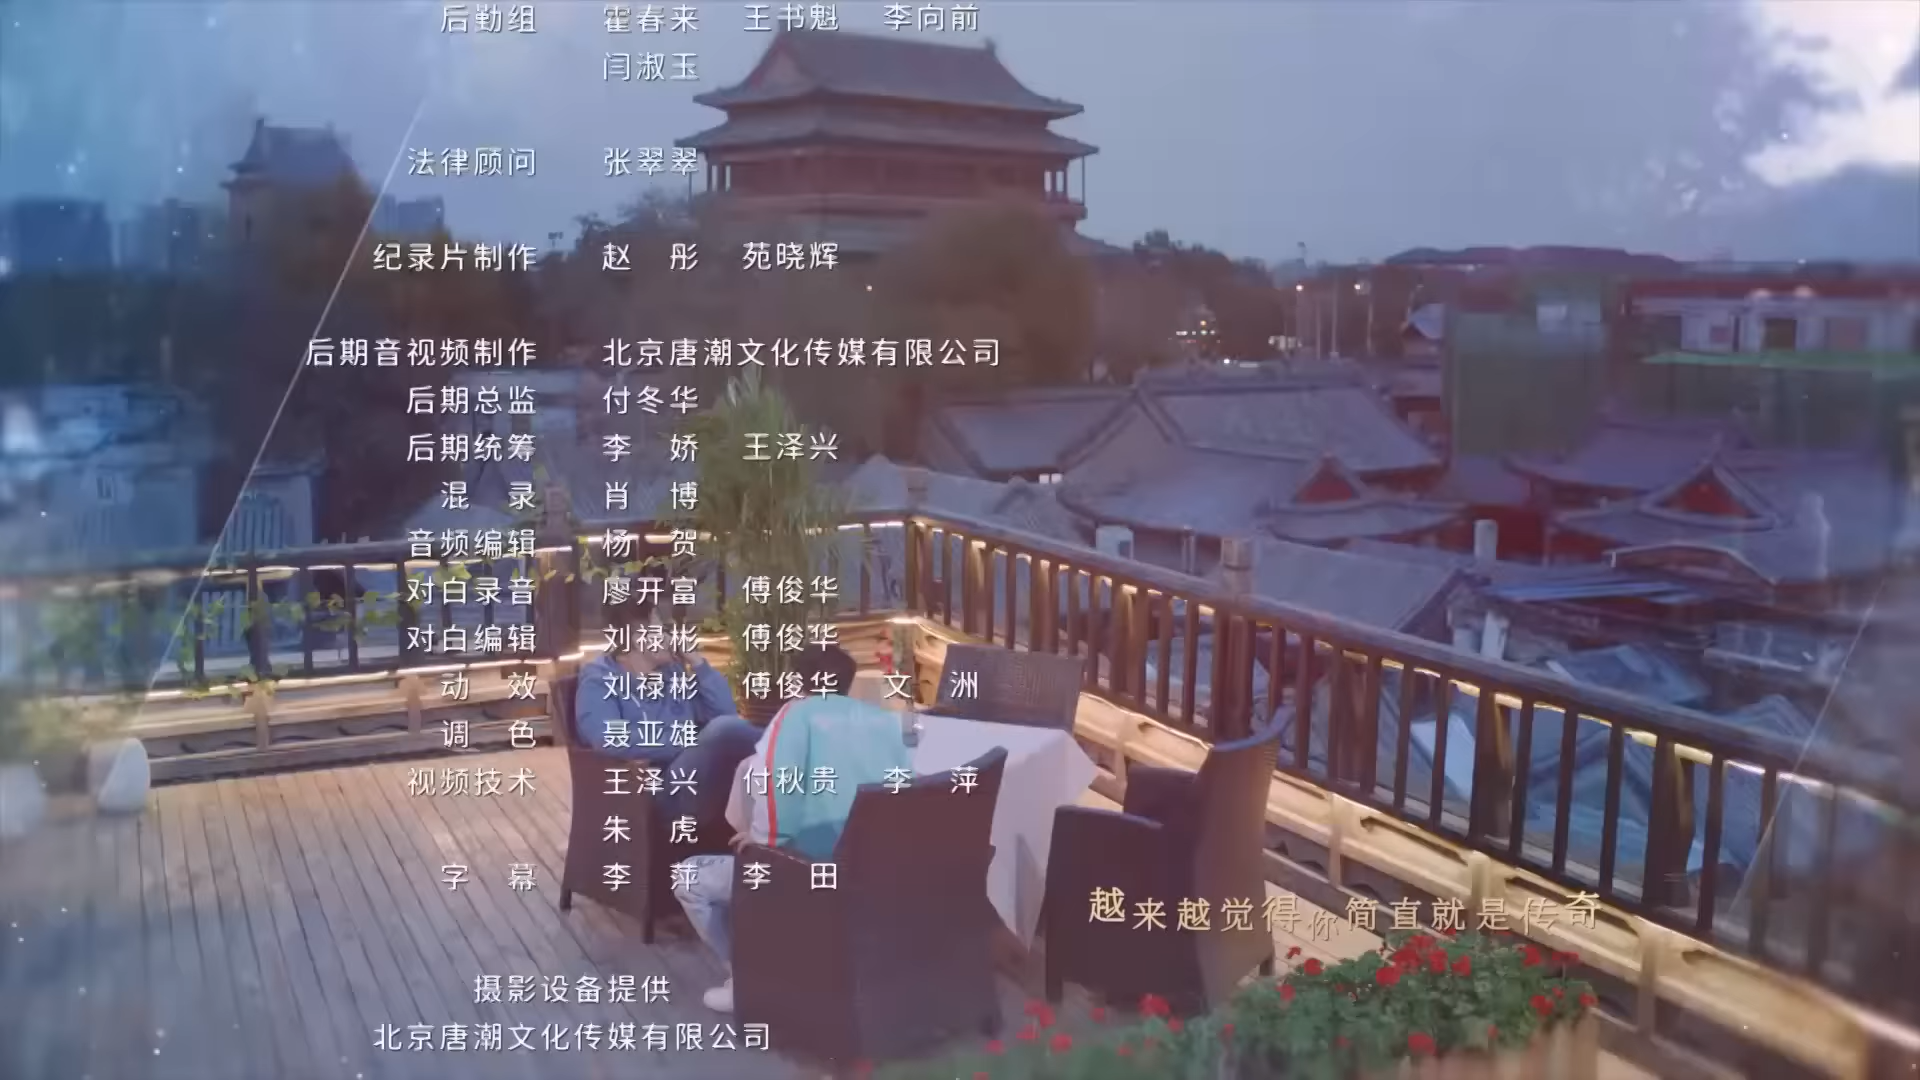 后勤组 霍春来 王书魁 李向前
闫淑玉
法律顾问 张翠翠
纪录片制作 赵 彤 苑晓辉
后期音视频制作 北京唐潮文化传媒有限公司
后期总监 付冬华
后期统筹 李 娇 王泽兴
混 录 肖 博
音频编辑 杨 贺
对白录音 廖开富 傅俊华
对白编辑 刘禄彬 傅俊华
动 效 刘禄彬 傅俊华 文 洲
调 色 聂亚雄
视频技术 王泽兴 付秋贵 李 萍
朱 虎
字 幕 李 萍 李 田
越来越觉得你简直就是传奇
摄影设备提供
北京唐潮文化传媒有限公司